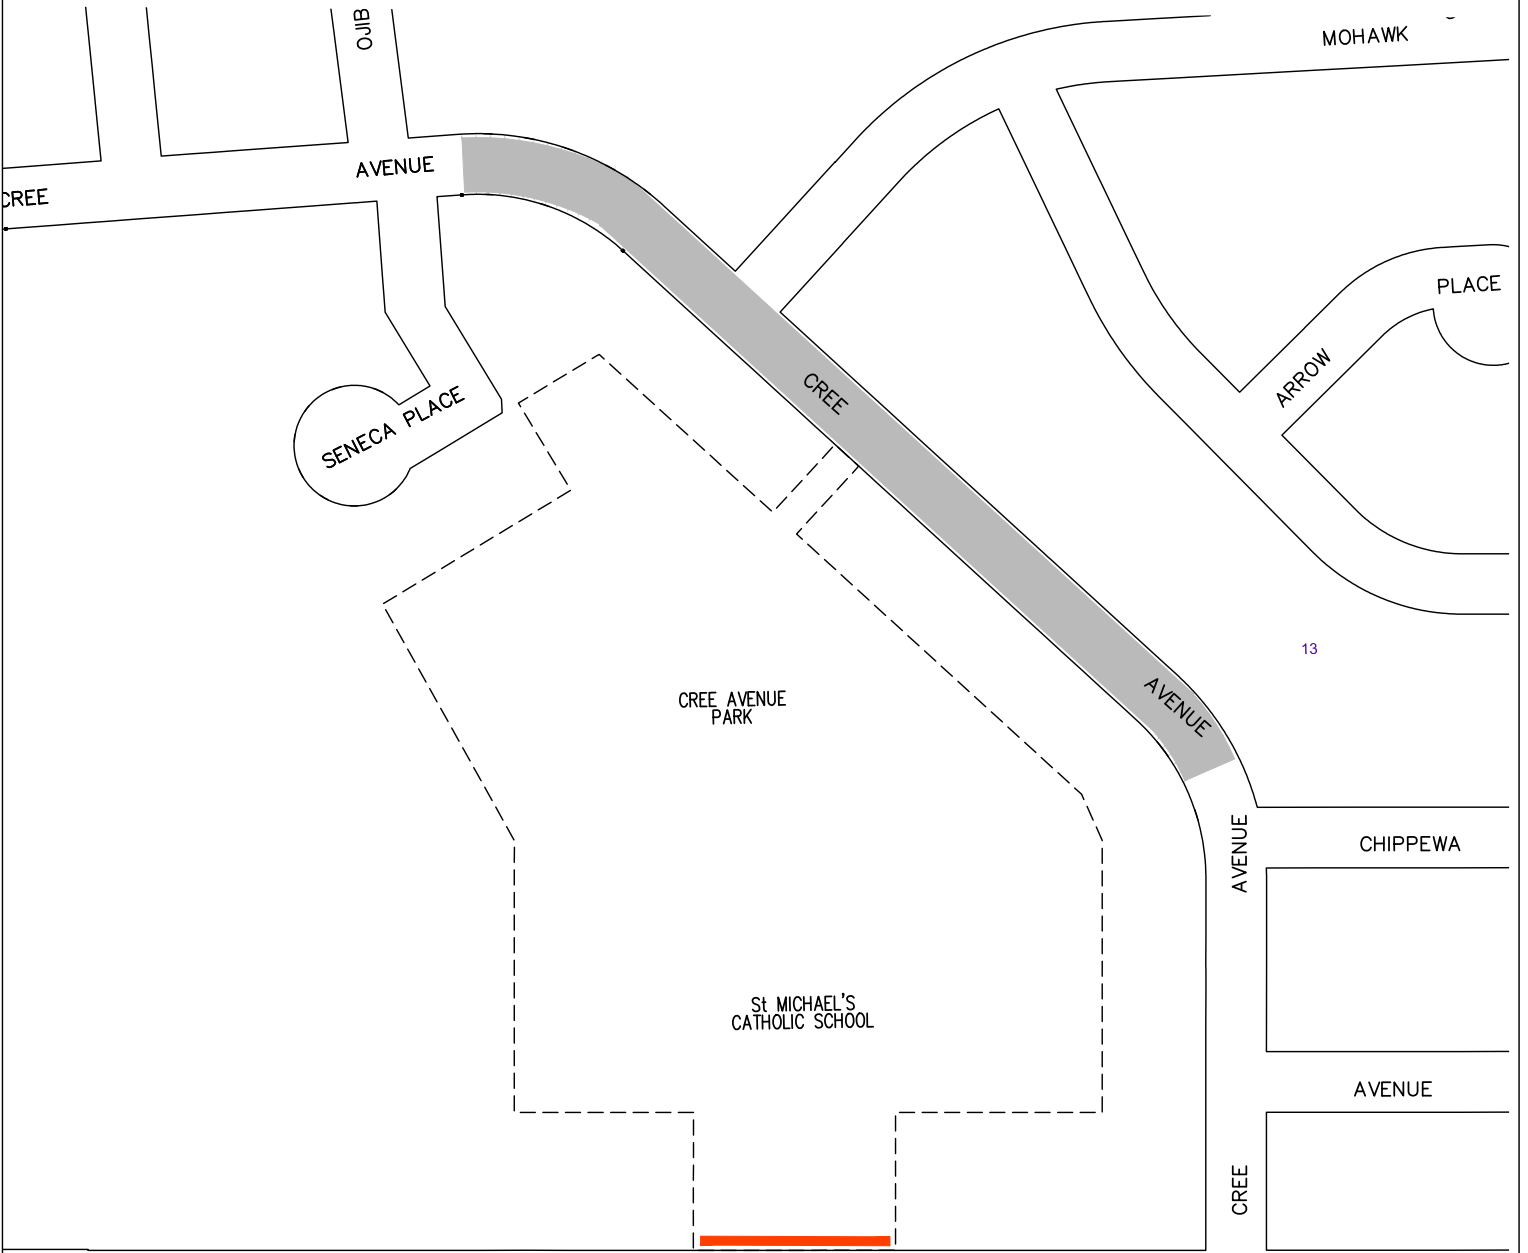 OJIB
MOHAWK
AVENUE
CREE
PLACE
ARROW
CREE
SENECA PLACE
13
AVENUE
CREE AVENUE
PARK
AVENUE
CHIPPEWA
St MICHAEL'S
CATHOLIC SCHOOL
AVENUE
CREE